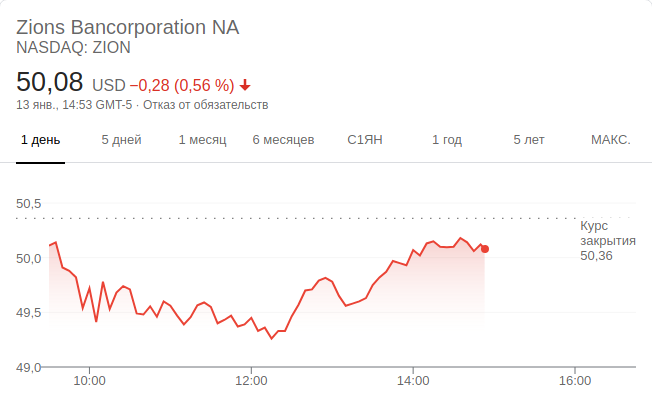 Zions Bancorporation NA
NASDAQ: ZION
50,08 USD −0,28 (0,56 %)
13 янв., 14:53 GMT-5 · Отказ от обязательств
1 день 5 дней 1 месяц 6 месяцев С1ЯН 1 год 5 лет МАКС.
50,5
Курс
закрытия
50,36
50,0
49,5
49,0
10:00 12:00 14:00 16:00